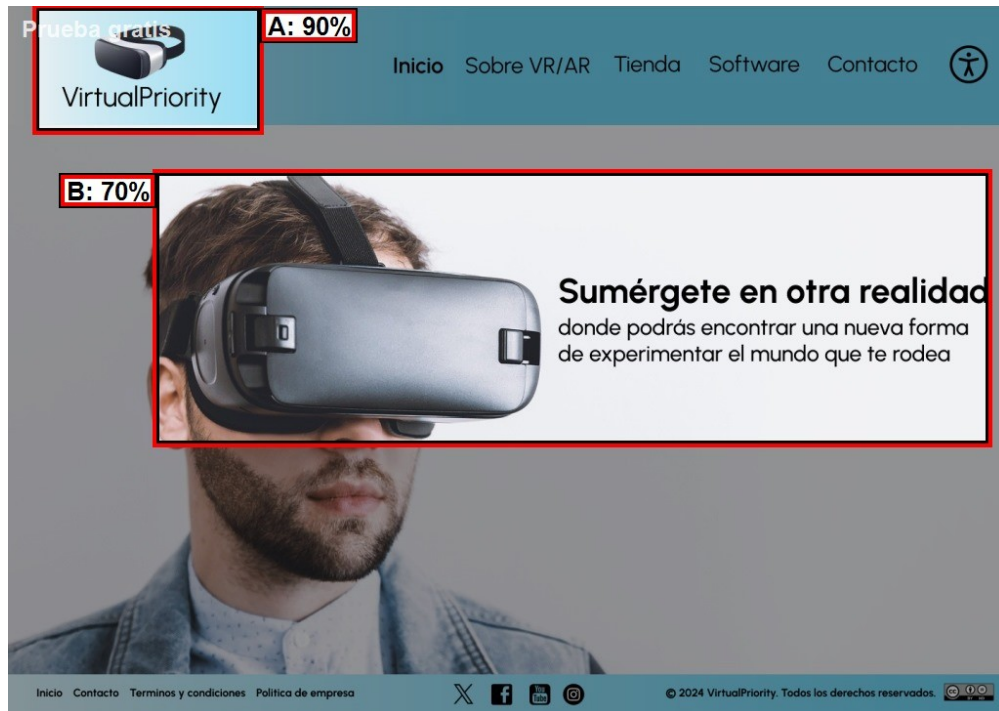 Prueba gratis
A: 90%
VirtualPriority
Inicio Sobre VR/AR Tienda Software Contacto
B: 70%
Sumérgete en otra realidad
donde podrás encontrar una nueva forma
de experimentar el mundo que te rodea
Inicio Contacto Terminos y condiciones Politica de empresa
You Tube
© 2024 VirtualPriority. Todos los derechos reservados.